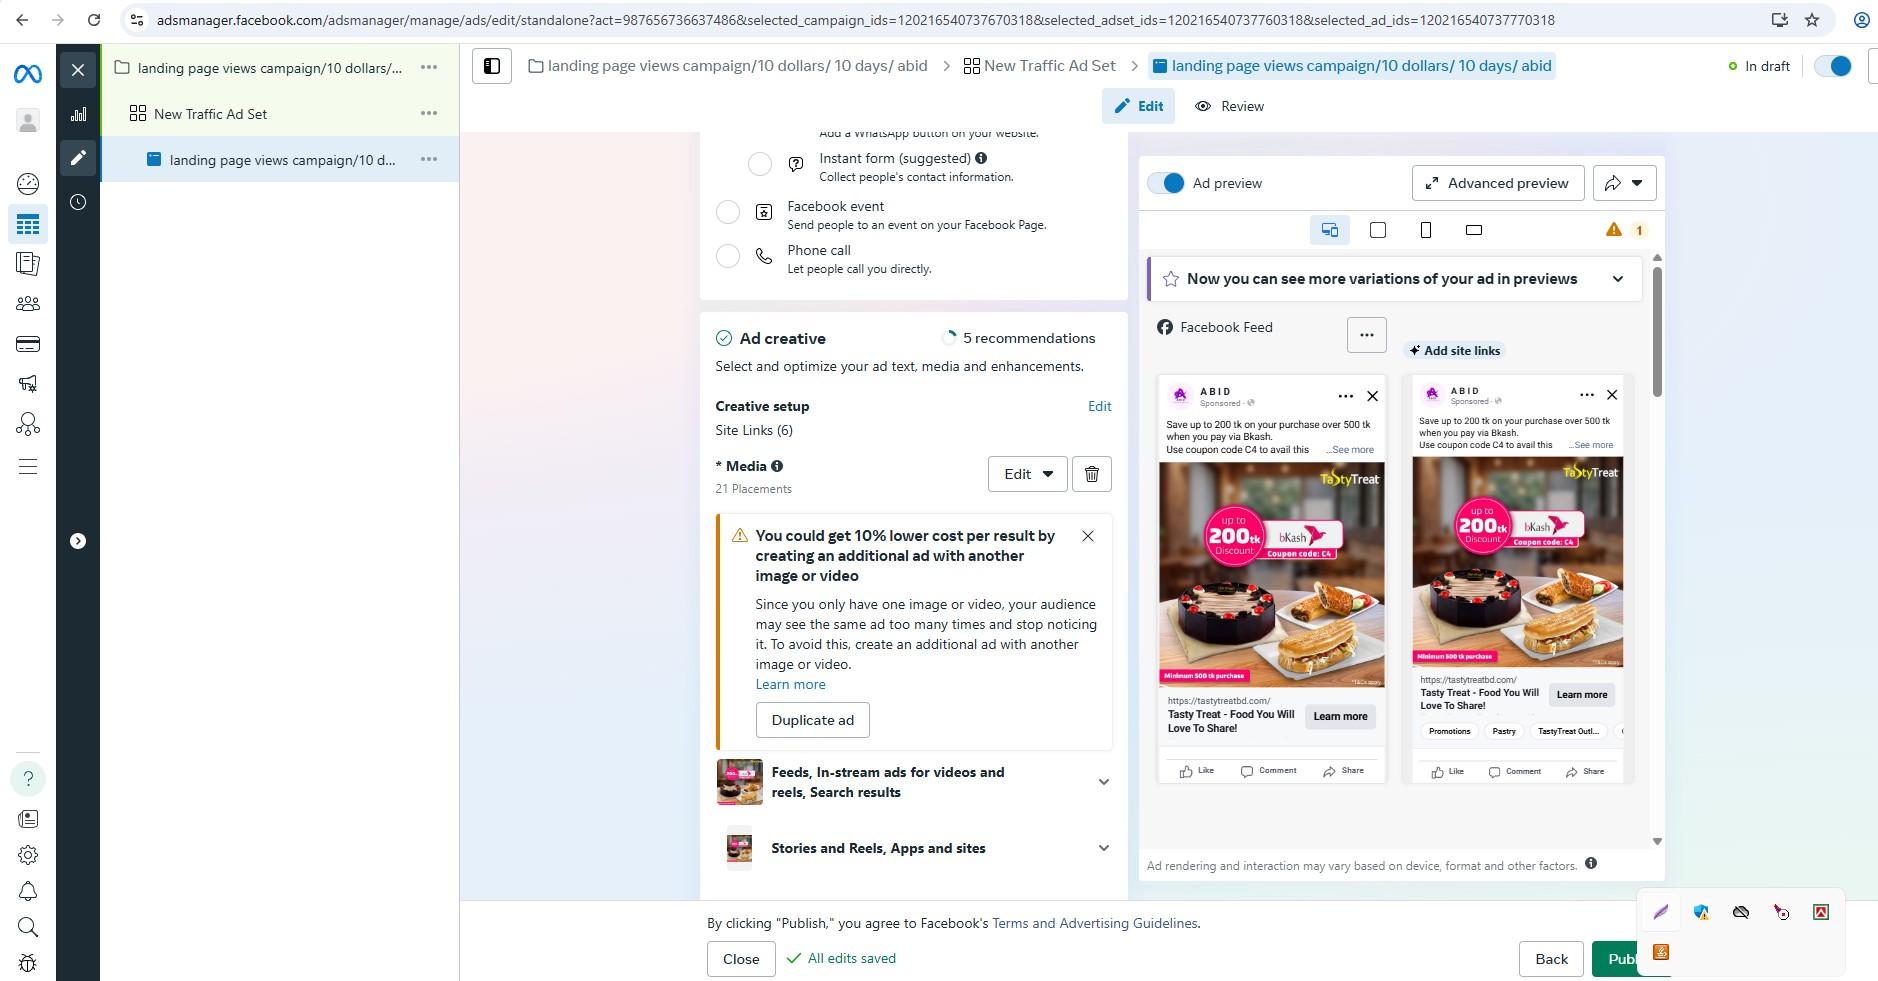 adsmanager.facebook.com/adsmanager/manage/ads/edit/standalone?act=987656736637486&selected_campaign_ids=120216540737670318&selected_adset_ids=120216540737760318&selected_ad_ids=120216540737770318
landing page views campaign/10 dollars/...
New Traffic Ad Set
landing page views campaign/10 d...
landing page views campaign/10 dollars/ 10 days/ abid
New Traffic Ad Set
landing page views campaign/10 dollars/ 10 days/ abid
In draft
Edit
Review
Add a WhatsApp button on your website.
Instant form (suggested)
Collect people's contact information.
Facebook event
Send people to an event on your Facebook Page.
Phone call
Let people call you directly.
Ad creative
5 recommendations
Select and optimize your ad text, media and enhancements.
Creative setup
Edit
Site Links (6)
* Media
21 Placements
Edit
You could get 10% lower cost per result by
creating an additional ad with another
image or video
Since you only have one image or video, your audience
may see the same ad too many times and stop noticing
it. To avoid this, create an additional ad with another
image or video.
Learn more
Duplicate ad
Feeds, In-stream ads for videos and
reels, Search results
Stories and Reels, Apps and sites
Ad preview
Advanced preview
1
Now you can see more variations of your ad in previews
Facebook Feed
Add site links
ABID
Sponsored ·
Save up to 200 tk on your purchase over 500 tk
when you pay via Bkash.
Use coupon code C4 to avail this
...See more
TastyTreat
up to
200tk
Discount
bKash
Coupon code: C4
Minimum 500 tk purchase
*T&Cs apply
https://tastytreatbd.com/
Tasty Treat - Food You Will
Love To Share!
Learn more
Like
Comment
Share
ABID
Sponsored ·
Save up to 200 tk on your purchase over 500 tk
when you pay via Bkash.
Use coupon code C4 to avail this
...See more
TastyTreat
up to
200tk
Discount
bKash
Coupon code: C4
Minimum 500 tk purchase
*T&Cs apply
https://tastytreatbd.com/
Tasty Treat - Food You Will
Love To Share!
Learn more
Promotions
Pastry
TastyTreat Outl...
Like
Comment
Share
Ad rendering and interaction may vary based on device, format and other factors.
By clicking "Publish," you agree to Facebook's Terms and Advertising Guidelines.
Close
All edits saved
Back
Publ